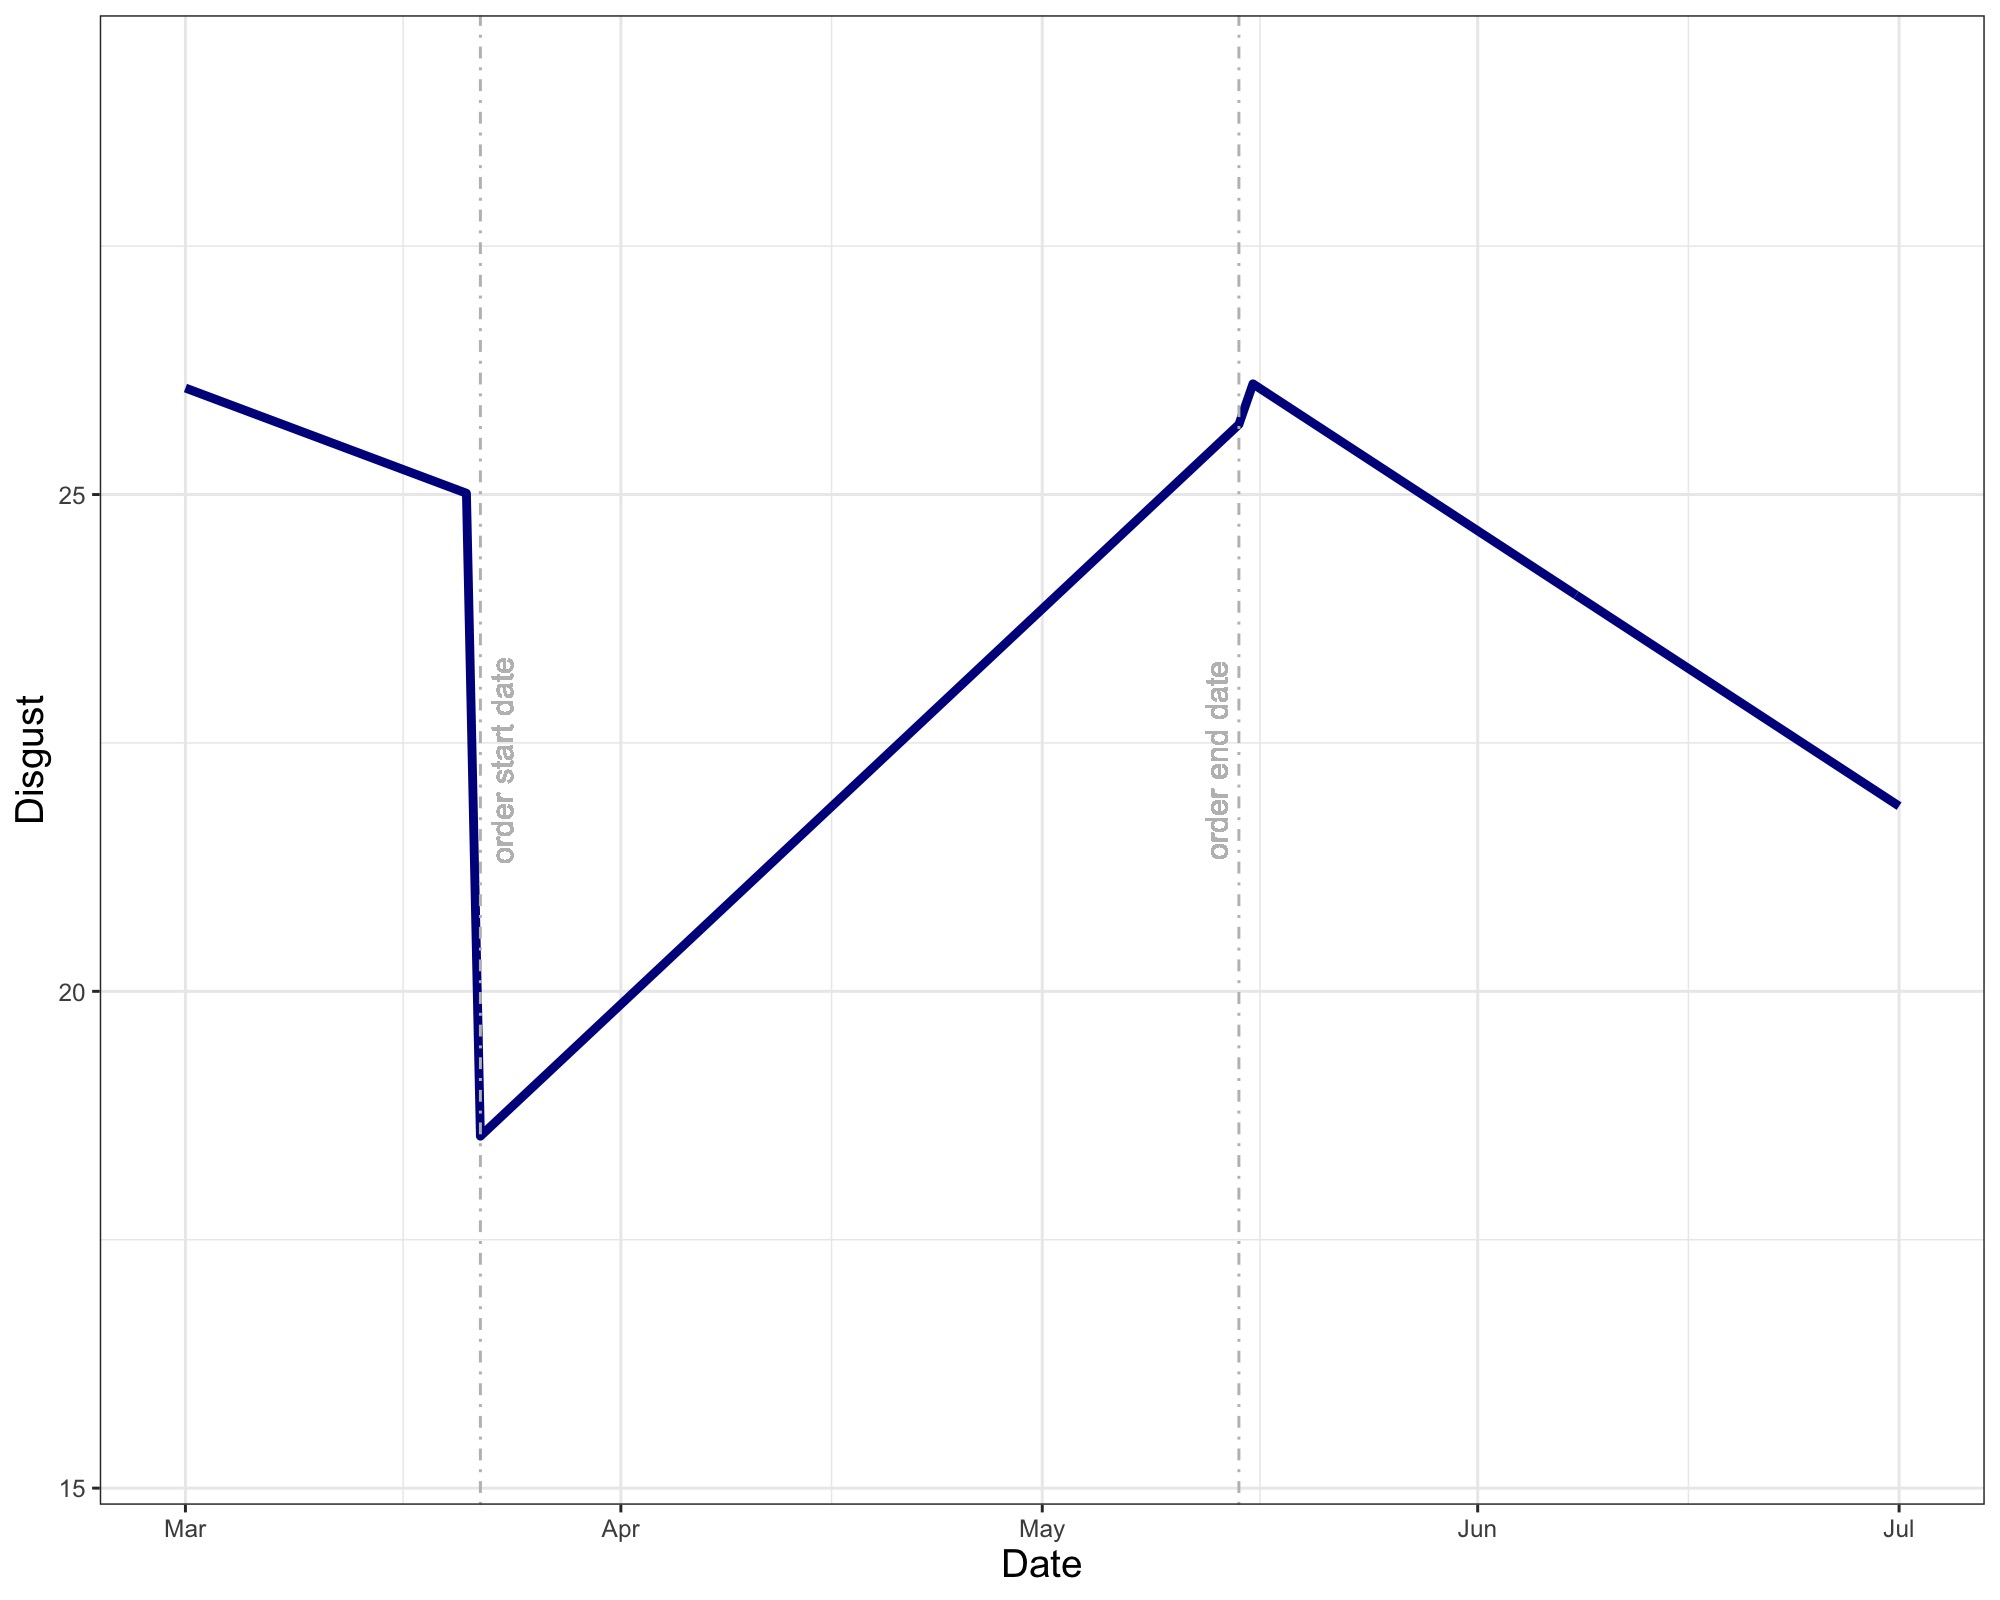 Disgust
25
20
15
order start date
order end date
Mar
Apr
May
Jun
Jul
Date